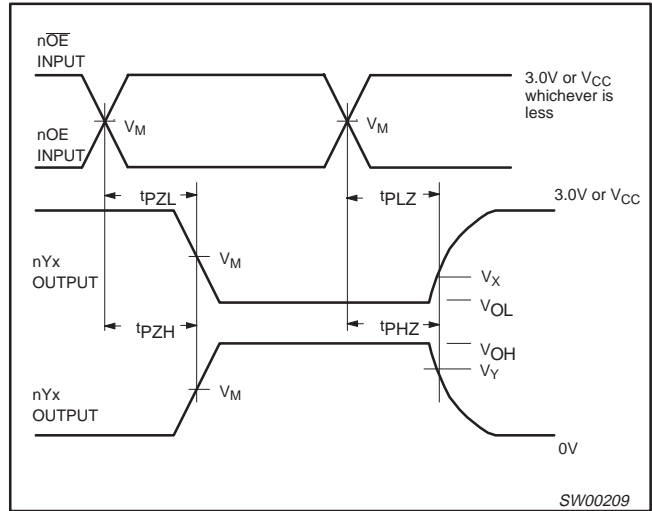 nOE
INPUT
3.0V or VCC
whichever is
less
VM
VM
nOE
INPUT
tPZL
tPLZ
3.0V or VCC
nYx
OUTPUT
VM
VX
VOL
tPZH
tPHZ
VOH
VY
nYx
OUTPUT
VM
0V
SW00209